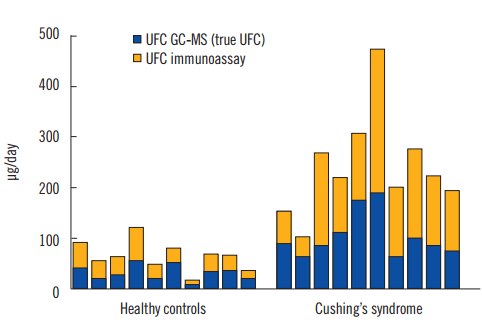 500
UFC GC-MS (true UFC)
UFC immunoassay
400
300
µg/day
200
100
0
Healthy controls
Cushing's syndrome